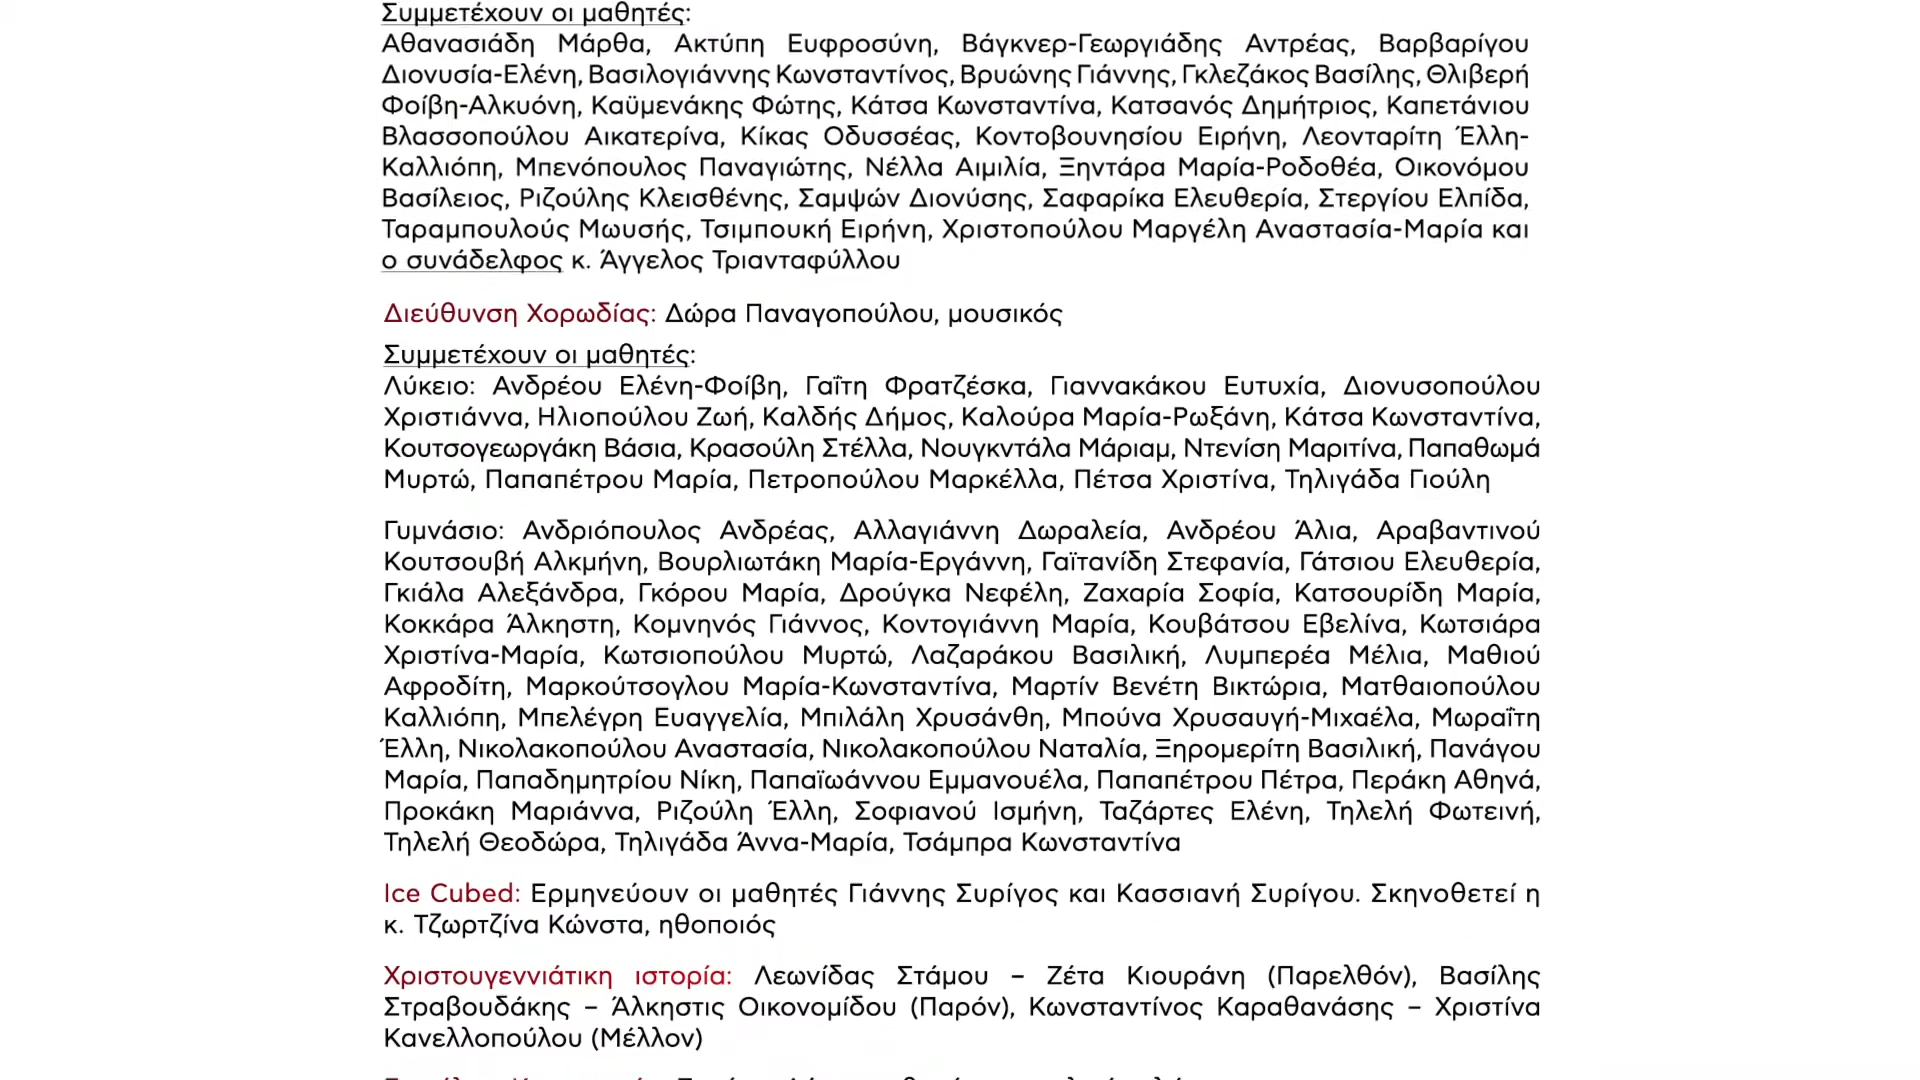 Συμμετέχουν οι μαθητές:
Αθανασιάδη Μάρθα, Ακτύπη Ευφροσύνη, Βάγκνερ-Γεωργιάδης Αντρέας, Βαρβαρίγου
Διονυσία-Ελένη, Βασιλογιάννης Κωνσταντίνος, Βρυώνης Γιάννης, Γκλεζάκος Βασίλης, Θλιβερή
Φοίβη-Αλκυόνη, Καϋμενάκης Φώτης, Κάτσα Κωνσταντίνα, Κατσανός Δημήτριος, Καπετάνιου
Βλασσοπούλου Αικατερίνα, Κίκας Οδυσσέας, Κοντοβουνησίου Ειρήνη, Λεονταρίτη Έλλη-
Καλλιόπη, Μπενόπουλος Παναγιώτης, Νέλλα Αιμιλία, Ξηντάρα Μαρία-Ροδοθέα, Οικονόμου
Βασίλειος, Ριζούλης Κλεισθένης, Σαμψών Διονύσης, Σαφαρίκα Ελευθερία, Στεργίου Ελπίδα,
Ταραμπουλούς Μωυσής, Τσιμπουκή Ειρήνη, Χριστοπούλου Μαργέλη Αναστασία-Μαρία και
ο συνάδελφος κ. Άγγελος Τριανταφύλλου
Διεύθυνση Χορωδίας: Δώρα Παναγοπούλου, μουσικός
Συμμετέχουν οι μαθητές:
Λύκειο: Ανδρέου Ελένη-Φοίβη, Γαΐτη Φρατζέσκα, Γιαννακάκου Ευτυχία, Διονυσοπούλου
Χριστιάννα, Ηλιοπούλου Ζωή, Καλδής Δήμος, Καλούρα Μαρία-Ρωξάνη, Κάτσα Κωνσταντίνα,
Κουτσογεωργάκη Βάσια, Κρασούλη Στέλλα, Νουγκντάλα Μάριαμ, Ντενίση Μαριτίνα, Παπαθωμά
Μυρτώ, Παπαπέτρου Μαρία, Πετροπούλου Μαρκέλλα, Πέτσα Χριστίνα, Τηλιγάδα Γιούλη
Γυμνάσιο: Ανδριόπουλος Ανδρέας, Αλλαγιάννη Δωραλεία, Ανδρέου Άλια, Αραβαντινού
Κουτσουβή Αλκμήνη, Βουρλιωτάκη Μαρία-Εργάννη, Γαϊτανίδη Στεφανία, Γάτσιου Ελευθερία,
Γκιάλα Αλεξάνδρα, Γκόρου Μαρία, Δρούγκα Νεφέλη, Ζαχαρία Σοφία, Κατσουρίδη Μαρία,
Κοκκάρα Άλκηστη, Κομνηνός Γιάννος, Κοντογιάννη Μαρία, Κουβάτσου Εβελίνα, Κωτσιάρα
Χριστίνα-Μαρία, Κωτσιοπούλου Μυρτώ, Λαζαράκου Βασιλική, Λυμπερέα Μέλια, Μαθιού
Αφροδίτη, Μαρκούτσογλου Μαρία-Κωνσταντίνα, Μαρτίν Βενέτη Βικτώρια, Ματθαιοπούλου
Καλλιόπη, Μπελέγρη Ευαγγελία, Μπιλάλη Χρυσάνθη, Μπούνα Χρυσαυγή-Μιχαέλα, Μωραΐτη
Έλλη, Νικολακοπούλου Αναστασία, Νικολακοπούλου Ναταλία, Ξηρομερίτη Βασιλική, Πανάγου
Μαρία, Παπαδημητρίου Νίκη, Παπαϊωάννου Εμμανουέλα, Παπαπέτρου Πέτρα, Περάκη Αθηνά,
Προκάκη Μαριάννα, Ριζούλη Έλλη, Σοφιανού Ισμήνη, Ταζάρτες Ελένη, Τηλελή Φωτεινή,
Τηλελή Θεοδώρα, Τηλιγάδα Άννα-Μαρία, Τσάμπρα Κωνσταντίνα
Ice Cubed: Ερμηνεύουν οι μαθητές Γιάννης Συρίγος και Κασσιανή Συρίγου. Σκηνοθετεί η
κ. Τζωρτζίνα Κώνστα, ηθοποιός
Χριστουγεννιάτικη ιστορία: Λεωνίδας Στάμου – Ζέτα Κιουράνη (Παρελθόν), Βασίλης
Στραβουδάκης – Άλκηστις Οικονομίδου (Παρόν), Κωνσταντίνος Καραθανάσης – Χριστίνα
Κανελλοπούλου (Μέλλον)